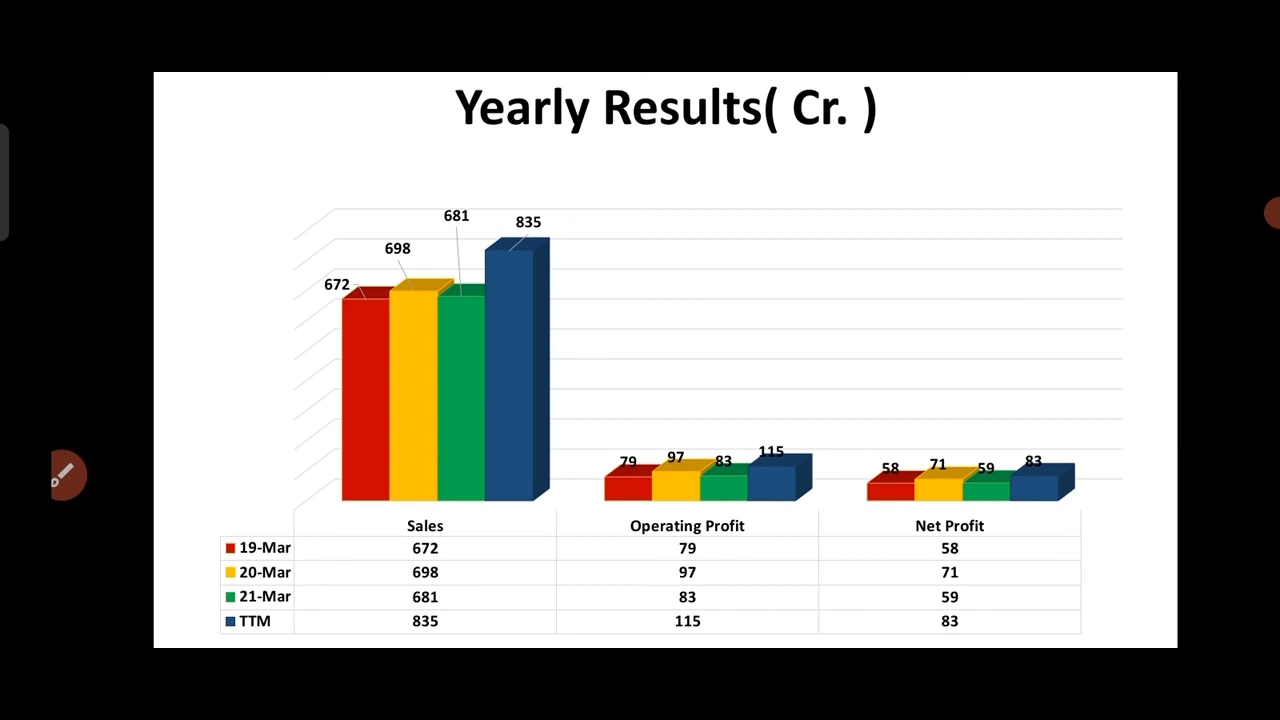 Yearly Results( Cr. )
672
698
681
835
79
97
83
115
58
71
59
83
Sales Operating Profit Net Profit
19-Mar 672 79 58
20-Mar 698 97 71
21-Mar 681 83 59
TTM 835 115 83